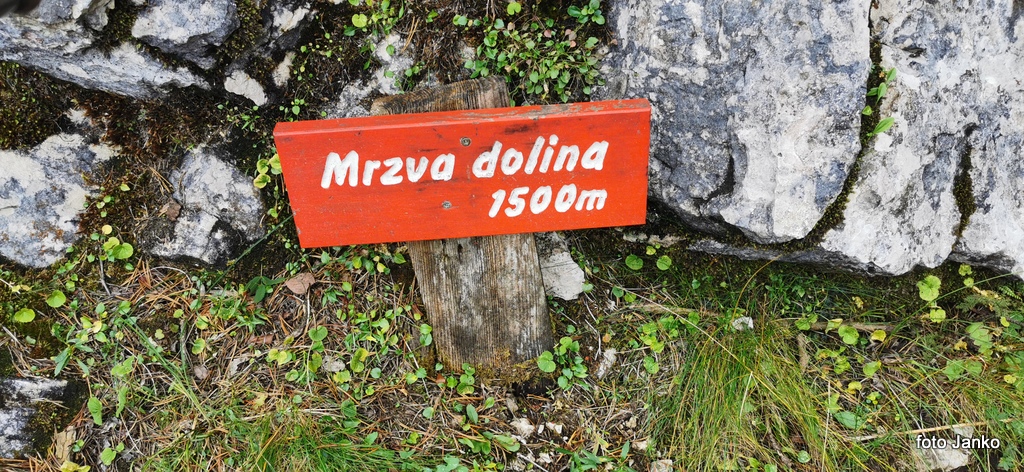 Mrzva dolina
1500m
foto Janko